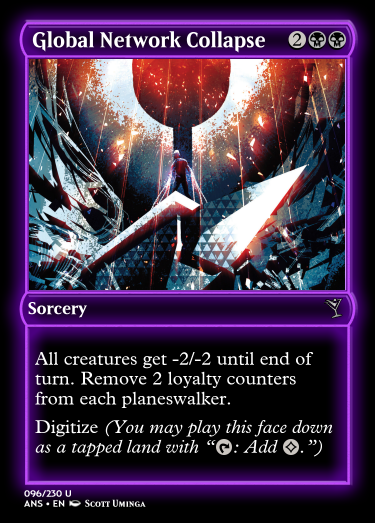 Global Network Collapse 2
Sorcery
All creatures get -2/-2 until end of
turn. Remove 2 loyalty counters
from each planeswalker.
Digitize (You may play this face down
as a tapped land with “: Add .”)
096/230 U
ANS • EN Scott Uminga